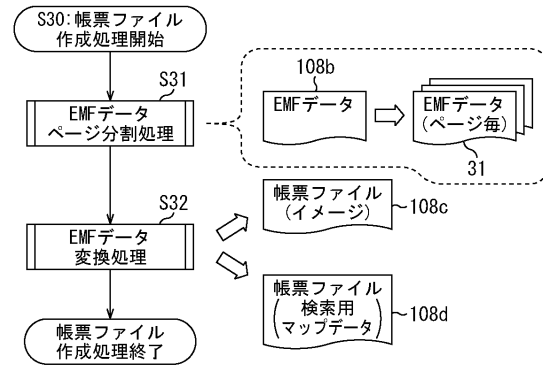 S30:帳票ファイル
作成処理開始
S31
EMFデータ
ページ分割処理
108b
EMFデータ
EMFデータ
(ページ毎)
31
S32
EMFデータ
変換処理
帳票ファイル
(イメージ)
108c
帳票ファイル
(検索用
マップデータ)
108d
帳票ファイル
作成処理終了